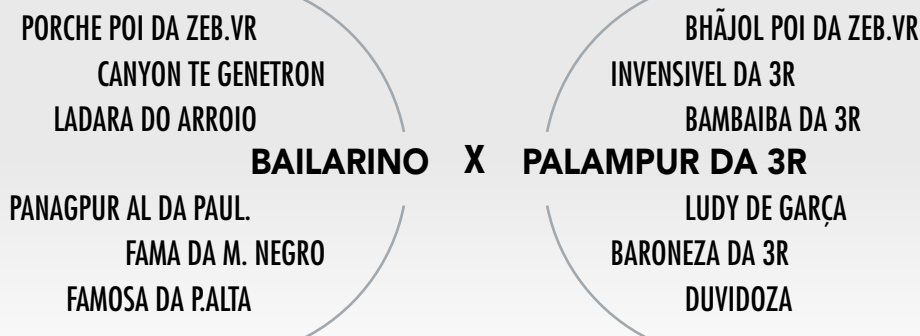 PORCHE POI DA ZEB.VR
CANYON TE GENETRON
LADARA DO ARROIO
BAILARINO X PALAMPUR DA 3R
PANAGPUR AL DA PAUL.
FAMA DA M. NEGRO
FAMOSA DA P.ALTA
BHÃJOL POI DA ZEB.VR
INVENSIVEL DA 3R
BAMBAIBA DA 3R
LUDY DE GARÇA
BARONEZA DA 3R
DUVIDOZA